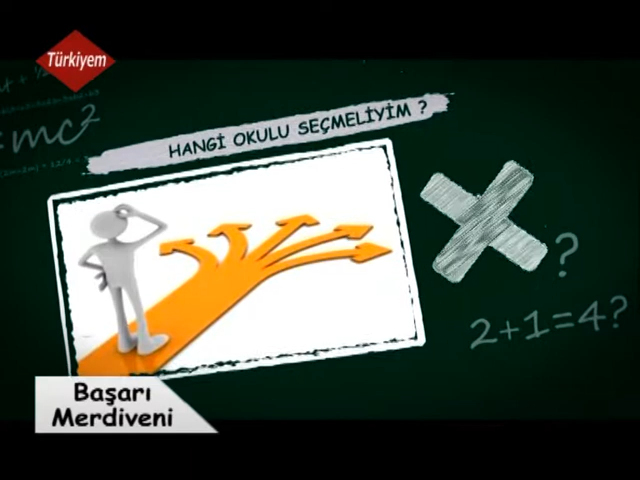 Türkiyem
=mc²
HANGİ OKULU SEÇMELİYİM ?
?
2+1=4?
Başarı
Merdiveni